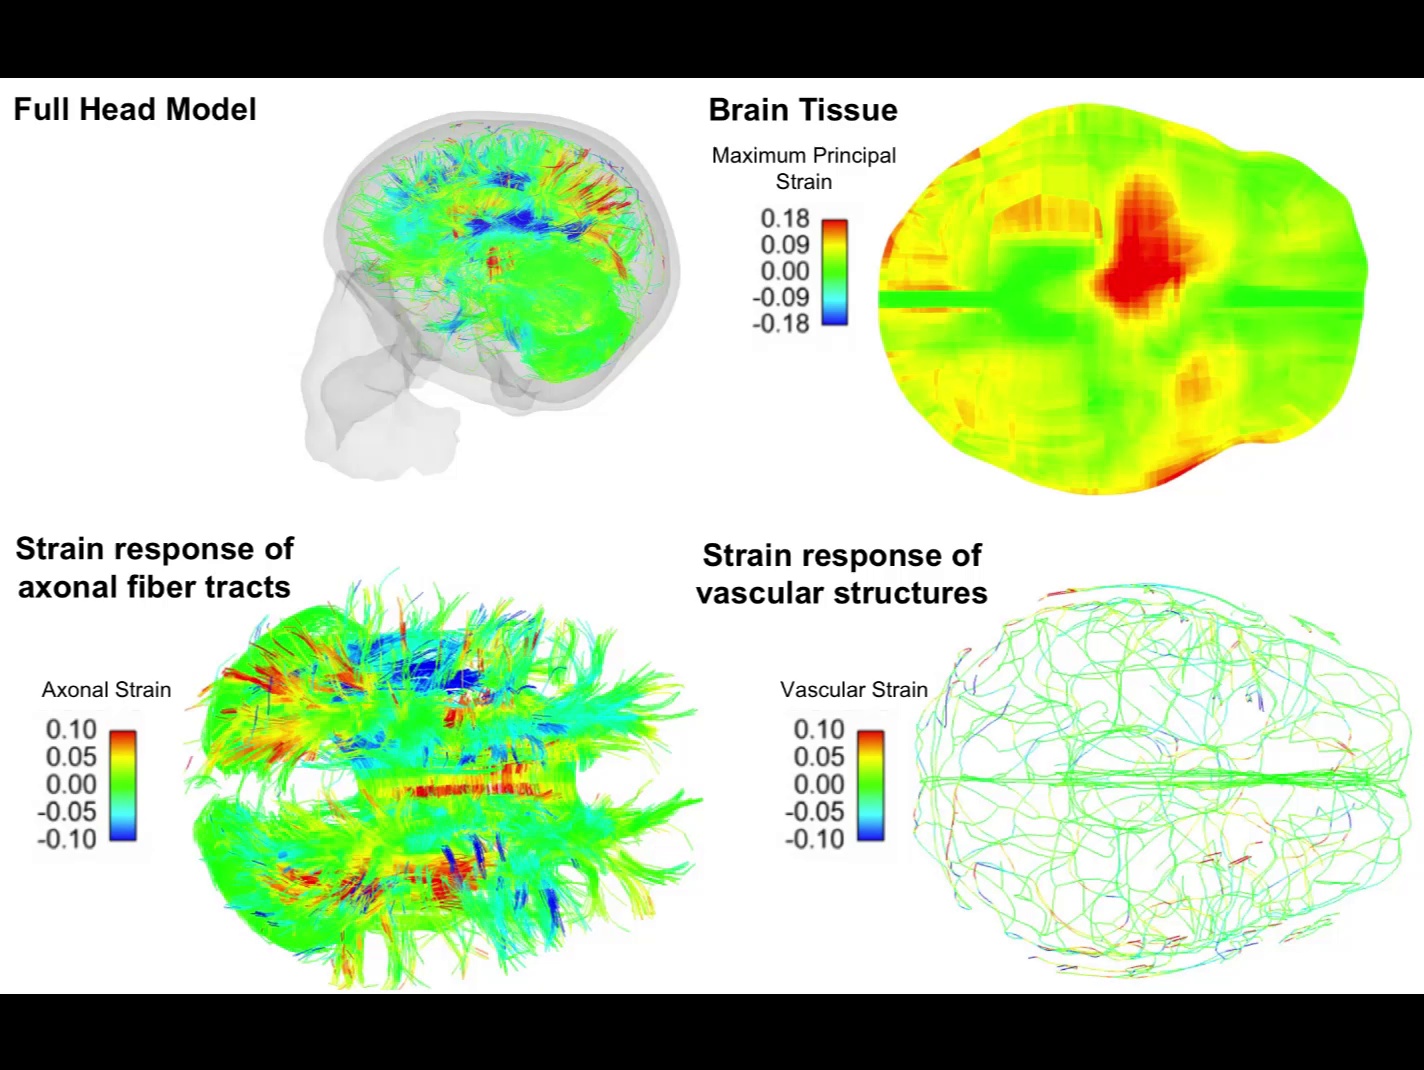 Full Head Model
Brain Tissue
Maximum Principal
Strain
0.18
0.09
0.00
-0.09
-0.18
Strain response of
axonal fiber tracts
Axonal Strain
0.10
0.05
0.00
-0.05
-0.10
Strain response of
vascular structures
Vascular Strain
0.10
0.05
0.00
-0.05
-0.10